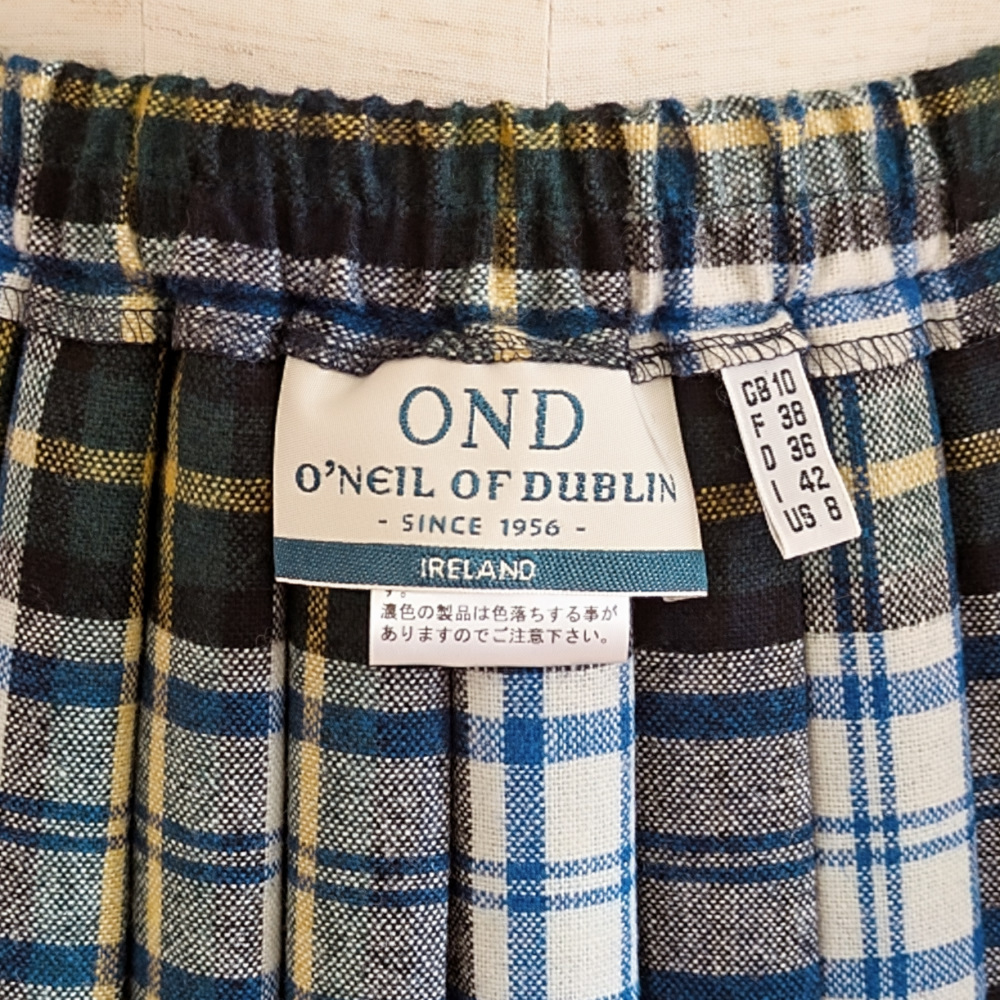 OND
O'NEIL OF DUBLIN
- SINCE 1956 -
IRELAND
す。
濃色の製品は色落ちする事が
ありますのでご注意下さい。
GB 10
F 38
D 36
I 42
US 8